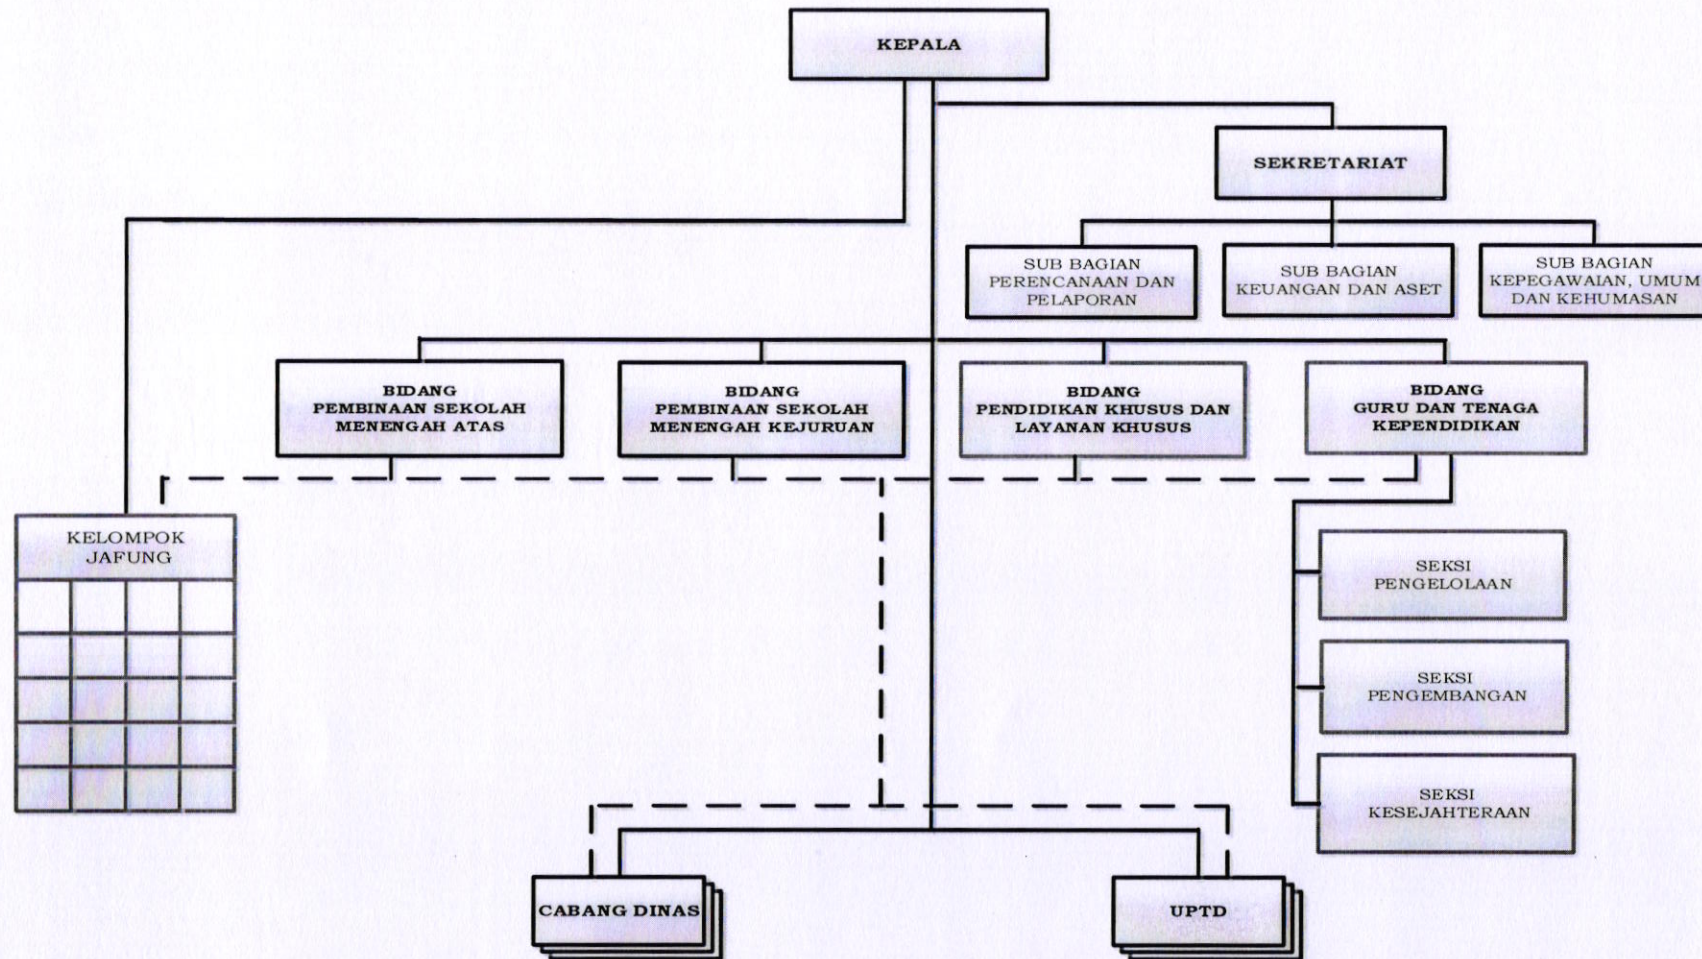 KEPALA
SEKRETARIAT
SUB BAGIAN
PERENCANAAN DAN
PELAPORAN
SUB BAGIAN
KEUANGAN DAN ASET
SUB BAGIAN
KEPEGAWAIAN, UMUM
DAN KEHUMASAN
BIDANG
PEMBINAAN SEKOLAH
MENENGAH ATAS
BIDANG
PEMBINAAN SEKOLAH
MENENGAH KEJURUAN
BIDANG
PENDIDIKAN KHUSUS DAN
LAYANAN KHUSUS
BIDANG
GURU DAN TENAGA
KEPENDIDIKAN
KELOMPOK
JAFUNG
SEKSI
PENGELOLAAN
SEKSI
PENGEMBANGAN
SEKSI
KESEJAHTERAAN
CABANG DINAS
UPTD